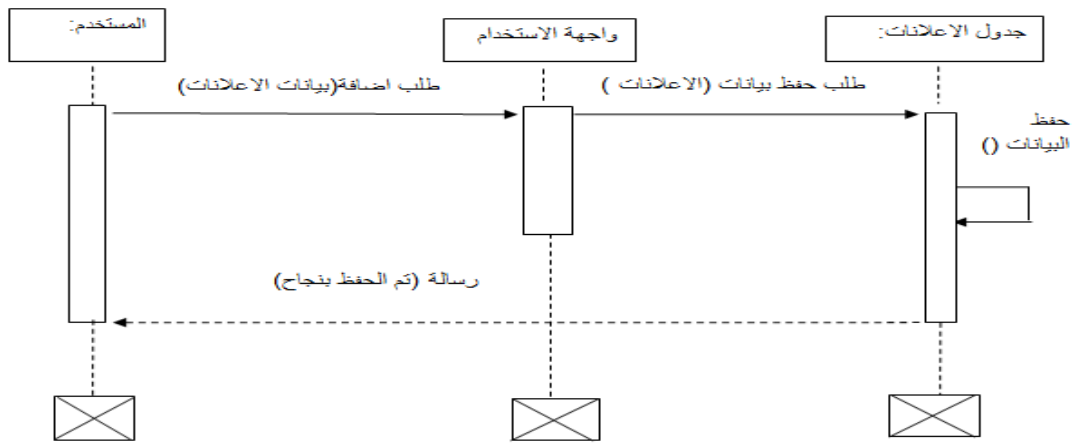 المستخدم:
واجهة الاستخدام
جدول الاعلانات:
طلب اضافة(بيانات الاعلانات)
طلب حفظ بيانات (الاعلانات )
حفظ
البيانات ()
رسالة (تم الحفظ بنجاح)